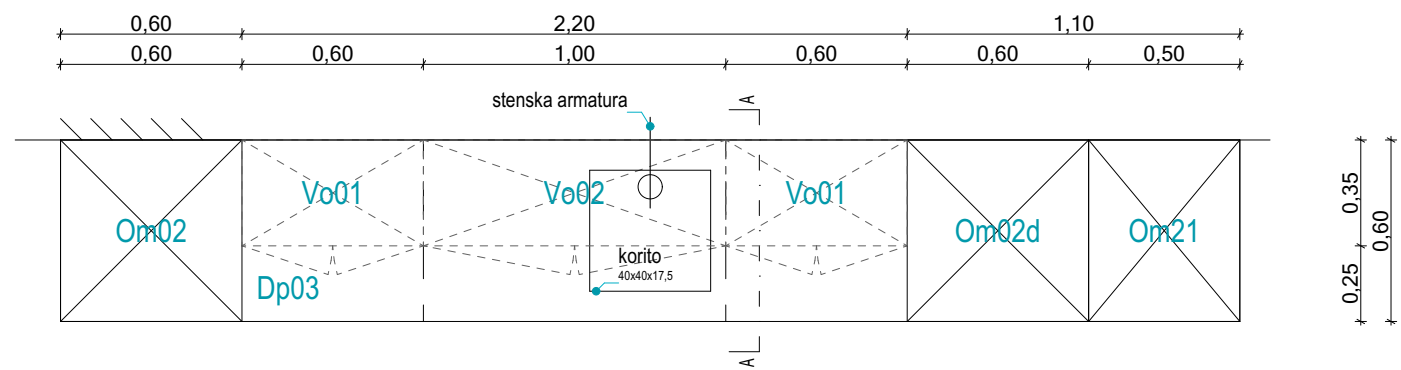 0,60 2,20 1,10
0,60 0,60 1,00 0,60 0,60 0,50
stenska armatura
A
Vo01 Vo02 Vo01
Om02 Om02d Om21
korito
40x40x17,5
Dp03
A
0,35
0,25
0,60